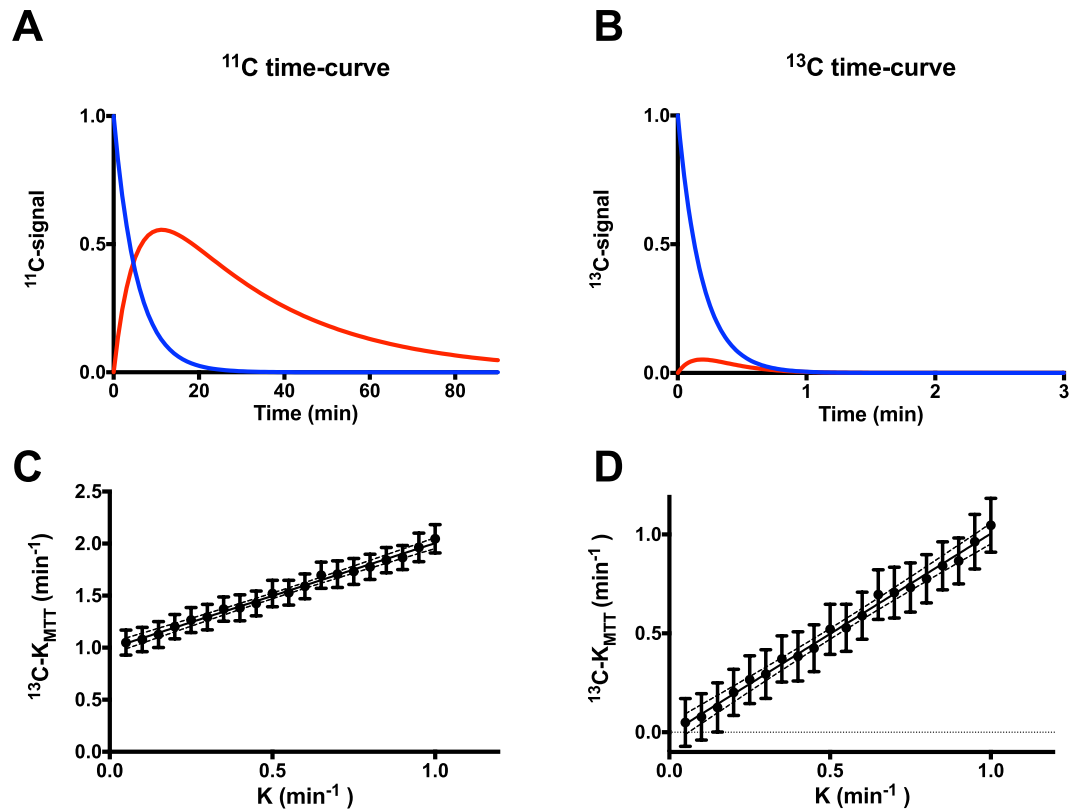 A
B
¹¹C time-curve
¹³C time-curve
¹¹C-signal
1.0
0.5
0.0
0 20 40 60 80
Time (min)
¹³C-signal
1.0
0.5
0.0
0 1 2 3
Time (min)
C
D
¹³C-K_MTT (min⁻¹)
2.5
2.0
1.5
1.0
0.5
0.0
0.0 0.5 1.0
K (min⁻¹ )
¹³C-K_MTT (min⁻¹ )
1.0
0.5
0.0
0.0 0.5 1.0
K (min⁻¹ )